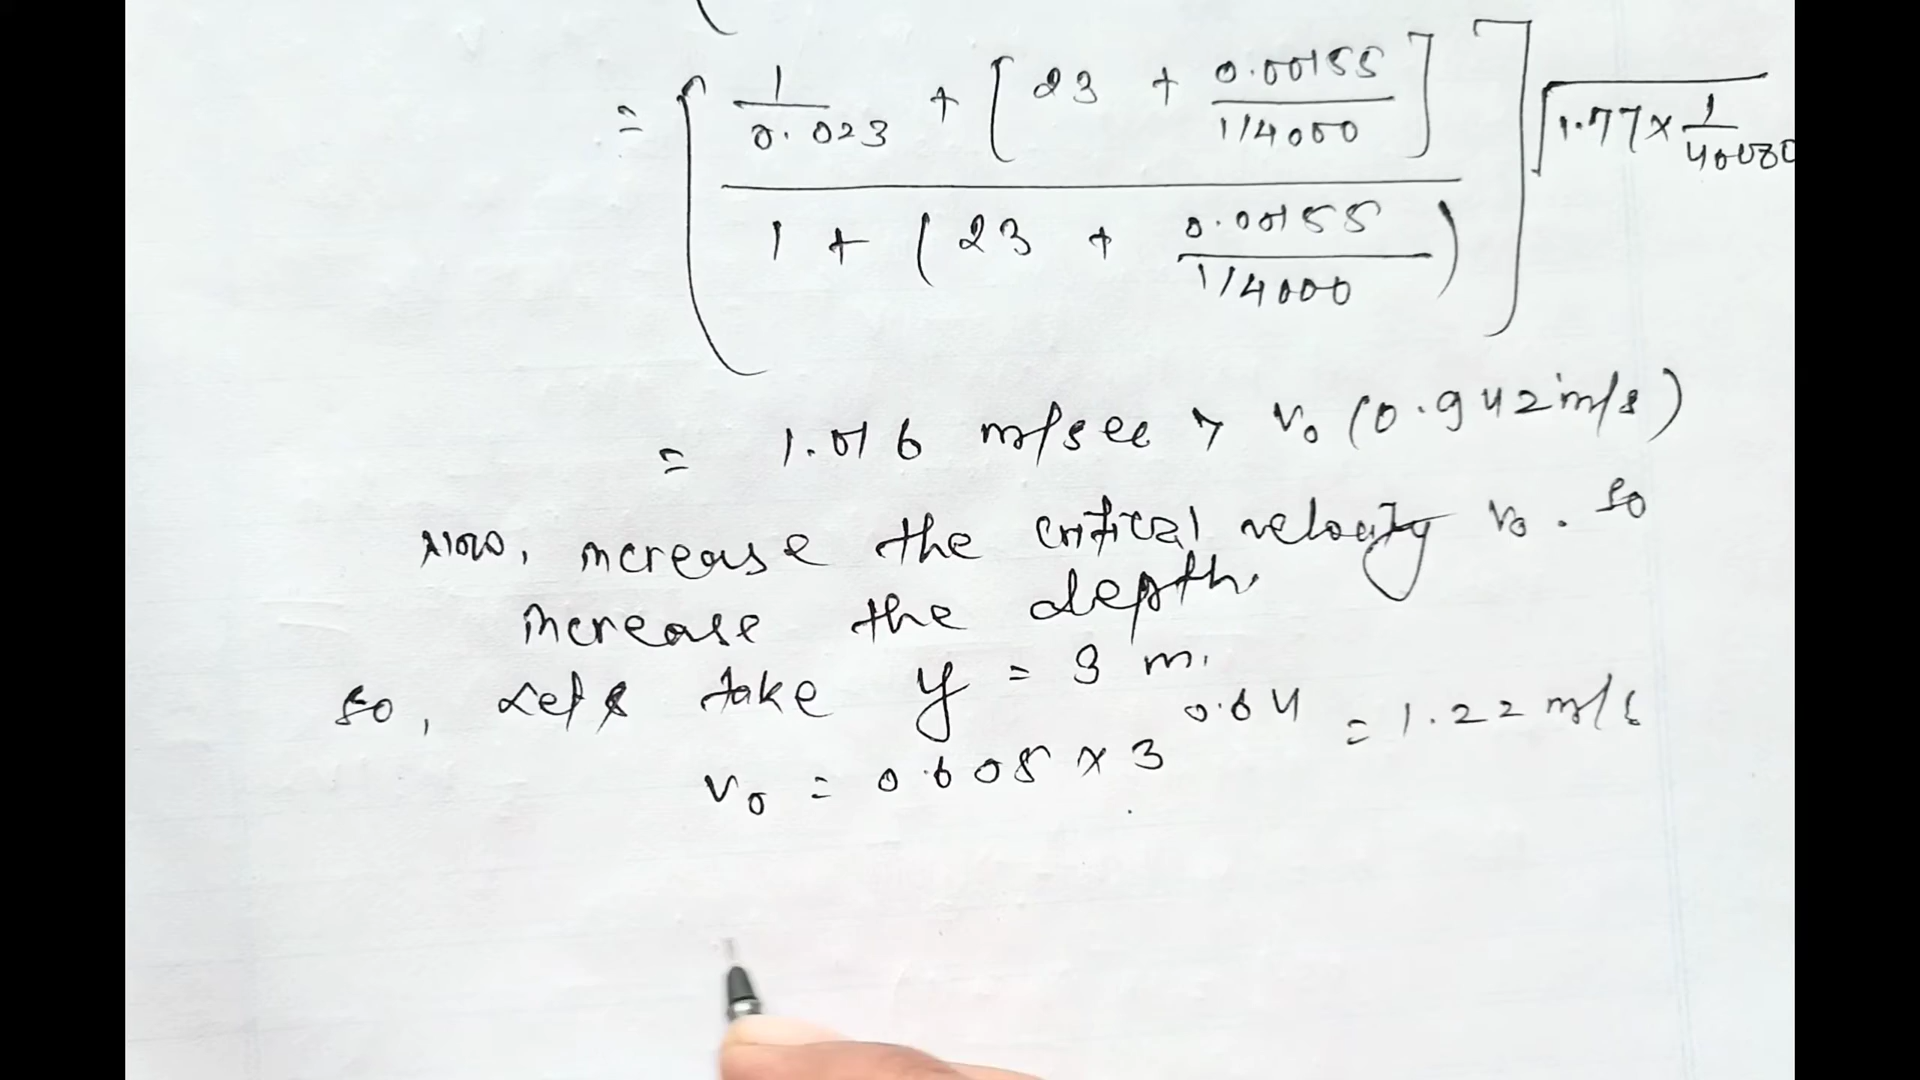 = [ 1/0.023 + [ 23 + 0.00155/1/4000 ] / 1 + ( 23 + 0.00155/1/4000 ) ] √1.77 × 1/4000
= 1.016 m/sec > V₀ (0.942 m/s)
Now, increase the critical velocity V₀. So
increase the depth.
So, Let's take y = 3 m.
V₀ = 0.605 × 3^0.64 = 1.22 m/s